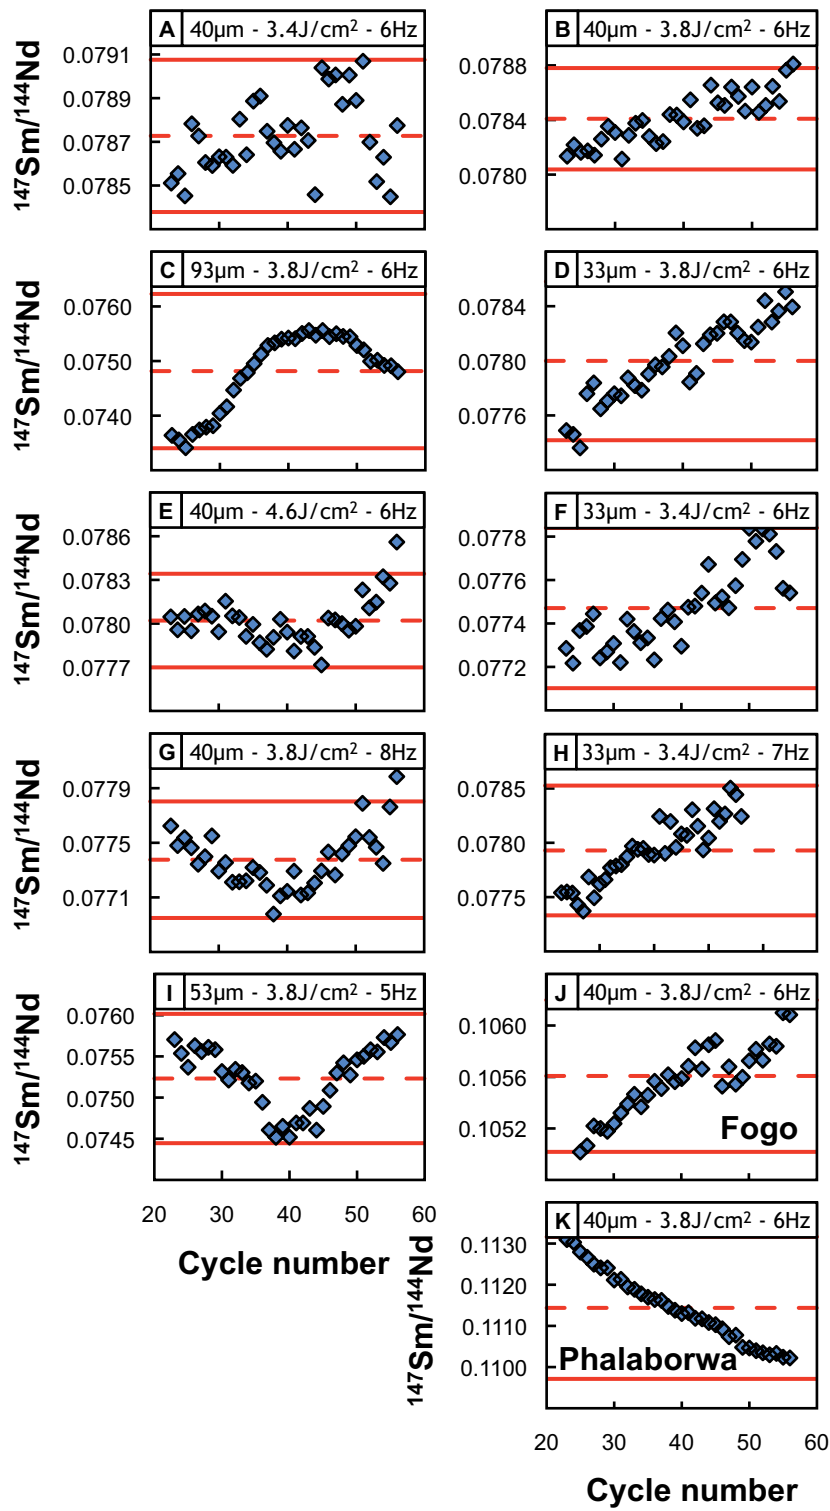 A 40µm - 3.4J/cm² - 6Hz
¹⁴⁷Sm/¹⁴⁴Nd
0.0791
0.0789
0.0787
0.0785
B 40µm - 3.8J/cm² - 6Hz
0.0788
0.0784
0.0780
C 93µm - 3.8J/cm² - 6Hz
¹⁴⁷Sm/¹⁴⁴Nd
0.0760
0.0750
0.0740
D 33µm - 3.8J/cm² - 6Hz
0.0784
0.0780
0.0776
E 40µm - 4.6J/cm² - 6Hz
¹⁴⁷Sm/¹⁴⁴Nd
0.0786
0.0783
0.0780
0.0777
F 33µm - 3.4J/cm² - 6Hz
0.0778
0.0776
0.0774
0.0772
G 40µm - 3.8J/cm² - 8Hz
¹⁴⁷Sm/¹⁴⁴Nd
0.0779
0.0775
0.0771
H 33µm - 3.4J/cm² - 7Hz
0.0785
0.0780
0.0775
I 53µm - 3.8J/cm² - 5Hz
¹⁴⁷Sm/¹⁴⁴Nd
0.0760
0.0755
0.0750
0.0745
20 30 40 50 60
Cycle number
J 40µm - 3.8J/cm² - 6Hz
0.1060
0.1056
0.1052
Fogo
K 40µm - 3.8J/cm² - 6Hz
¹⁴⁷Sm/¹⁴⁴Nd
0.1130
0.1120
0.1110
0.1100
Phalaborwa
20 30 40 50 60
Cycle number